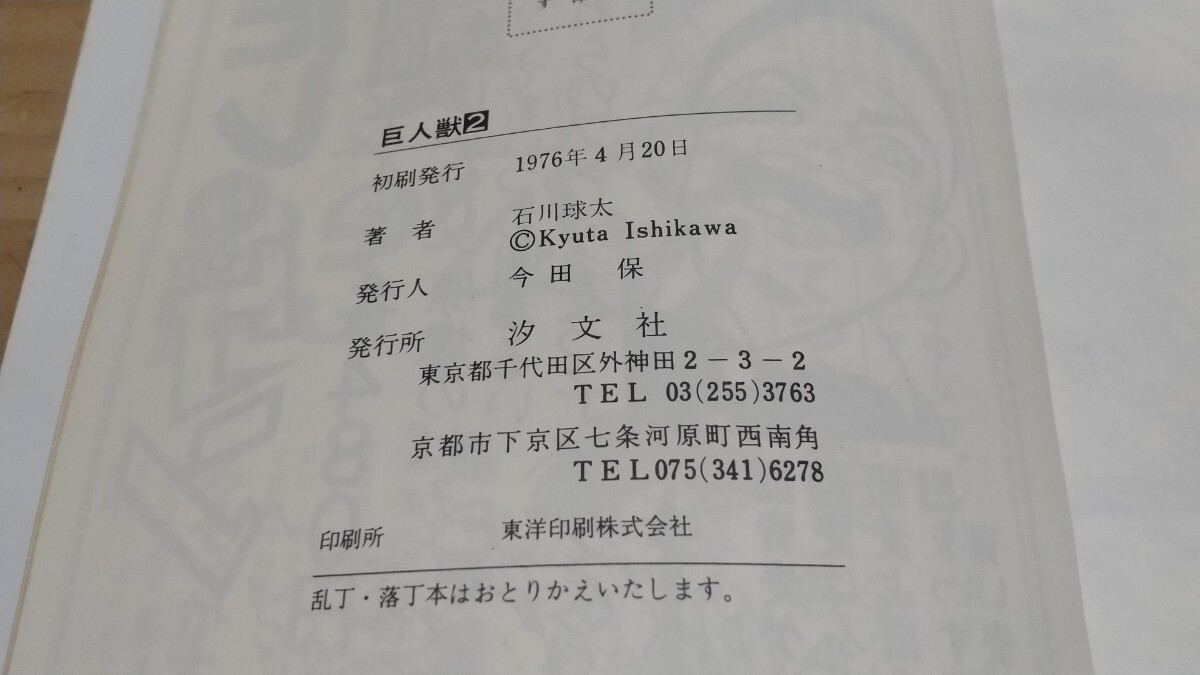 巨人獣2
初刷発行 1976年4月20日
著者 石川球太
©Kyuta Ishikawa
発行人 今田 保
発行所 汐文社
東京都千代田区外神田2-3-2
TEL 03(255)3763
京都市下京区七条河原町西南角
TEL075(341)6278
印刷所 東洋印刷株式会社
乱丁・落丁本はおとりかえいたします。